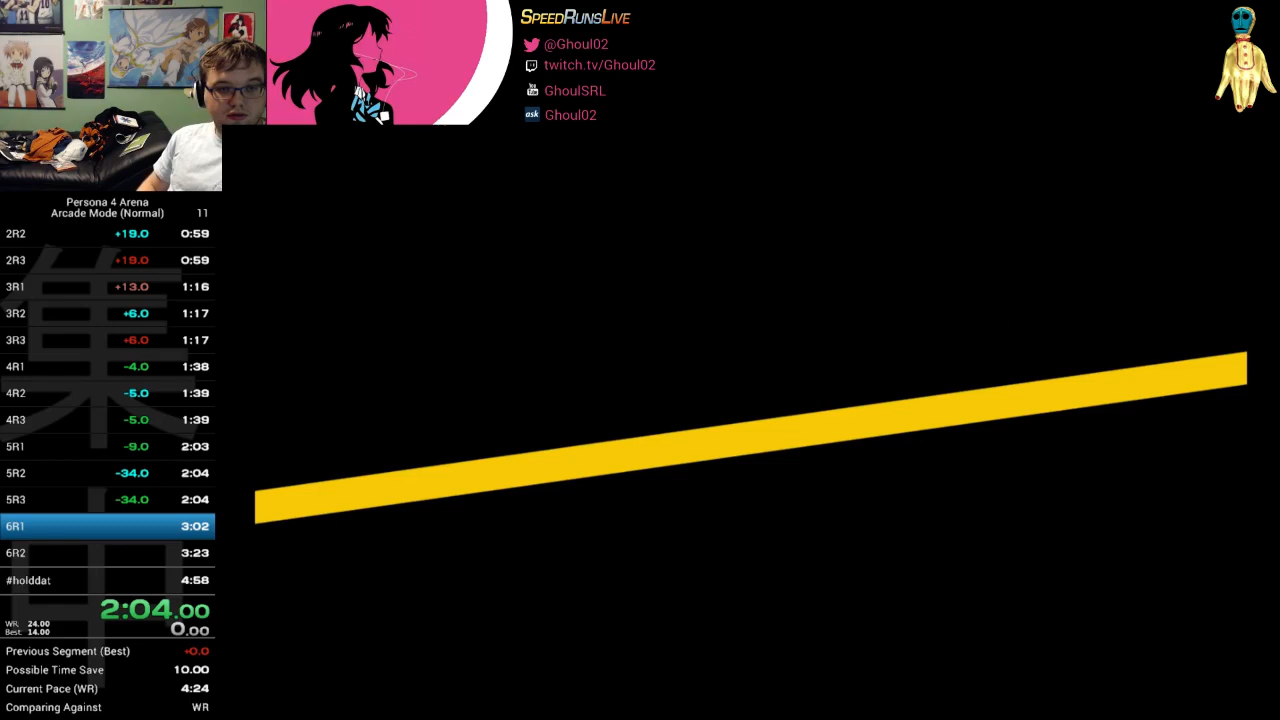 SPEEDRUNSLIVE
@Ghoul02
twitch.tv/Ghoul02
GhoulSRL
ask Ghoul02
Persona 4 Arena
Arcade Mode (Normal) 11
2R2 +19.0 0:59
2R3 +19.0 0:59
3R1 +13.0 1:16
3R2 +6.0 1:17
3R3 +6.0 1:17
4R1 -4.0 1:38
4R2 -5.0 1:39
4R3 -5.0 1:39
5R1 -9.0 2:03
5R2 -34.0 2:04
5R3 -34.0 2:04
6R1 3:02
6R2 3:23
#holddat 4:58
2:04.00
WR: 24.00
Best: 14.00
0.00
Previous Segment (Best) +0.0
Possible Time Save 10.00
Current Pace (WR) 4:24
Comparing Against WR
集中